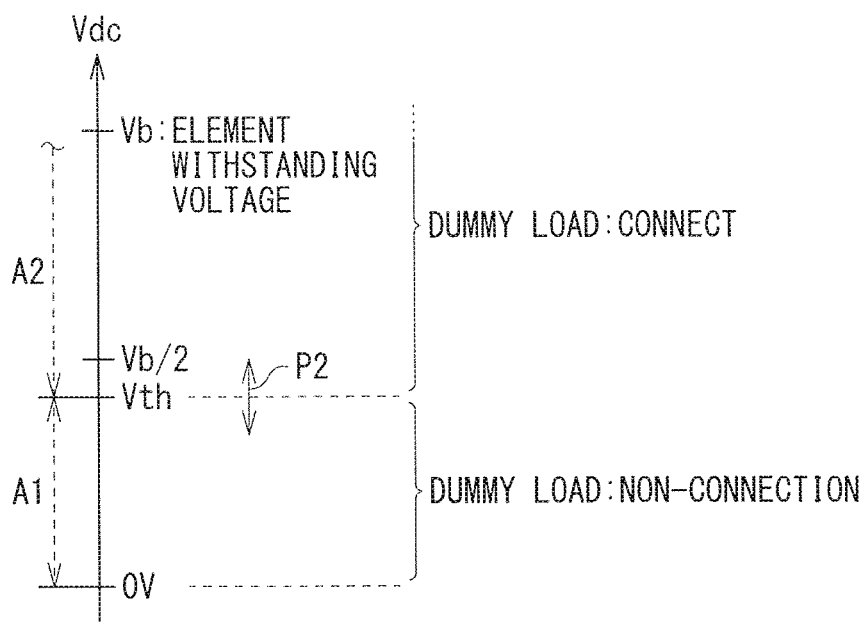 Vdc
Vb:ELEMENT
WITHSTANDING
VOLTAGE
DUMMY LOAD:CONNECT
A2
Vb/2
P2
Vth
A1
DUMMY LOAD:NON-CONNECTION
0V